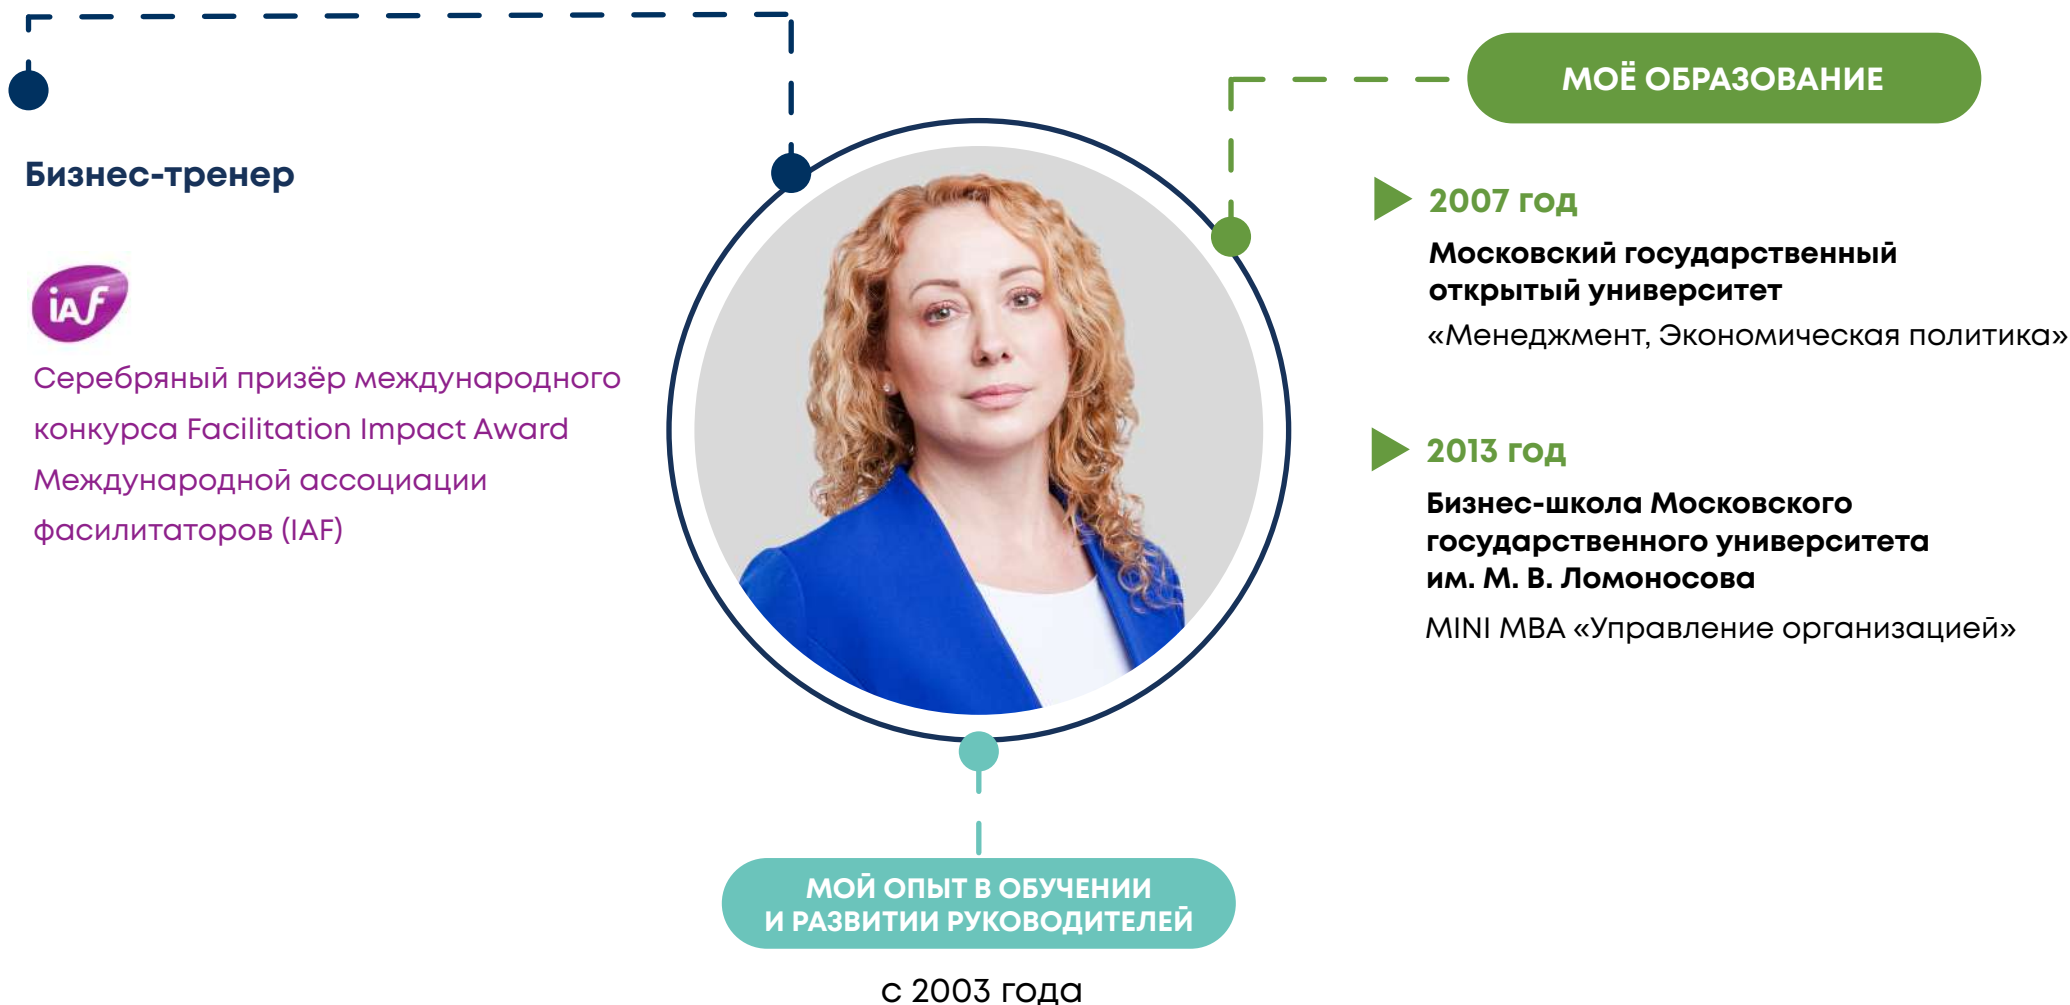 Бизнес-тренер
iAF
Серебряный призёр международного
конкурса Facilitation Impact Award
Международной ассоциации
фасилитаторов (IAF)
МОЁ ОБРАЗОВАНИЕ
2007 год
Московский государственный
открытый университет
«Менеджмент, Экономическая политика»
2013 год
Бизнес-школа Московского
государственного университета
им. М. В. Ломоносова
MINI MBA «Управление организацией»
МОЙ ОПЫТ В ОБУЧЕНИИ
И РАЗВИТИИ РУКОВОДИТЕЛЕЙ
с 2003 года